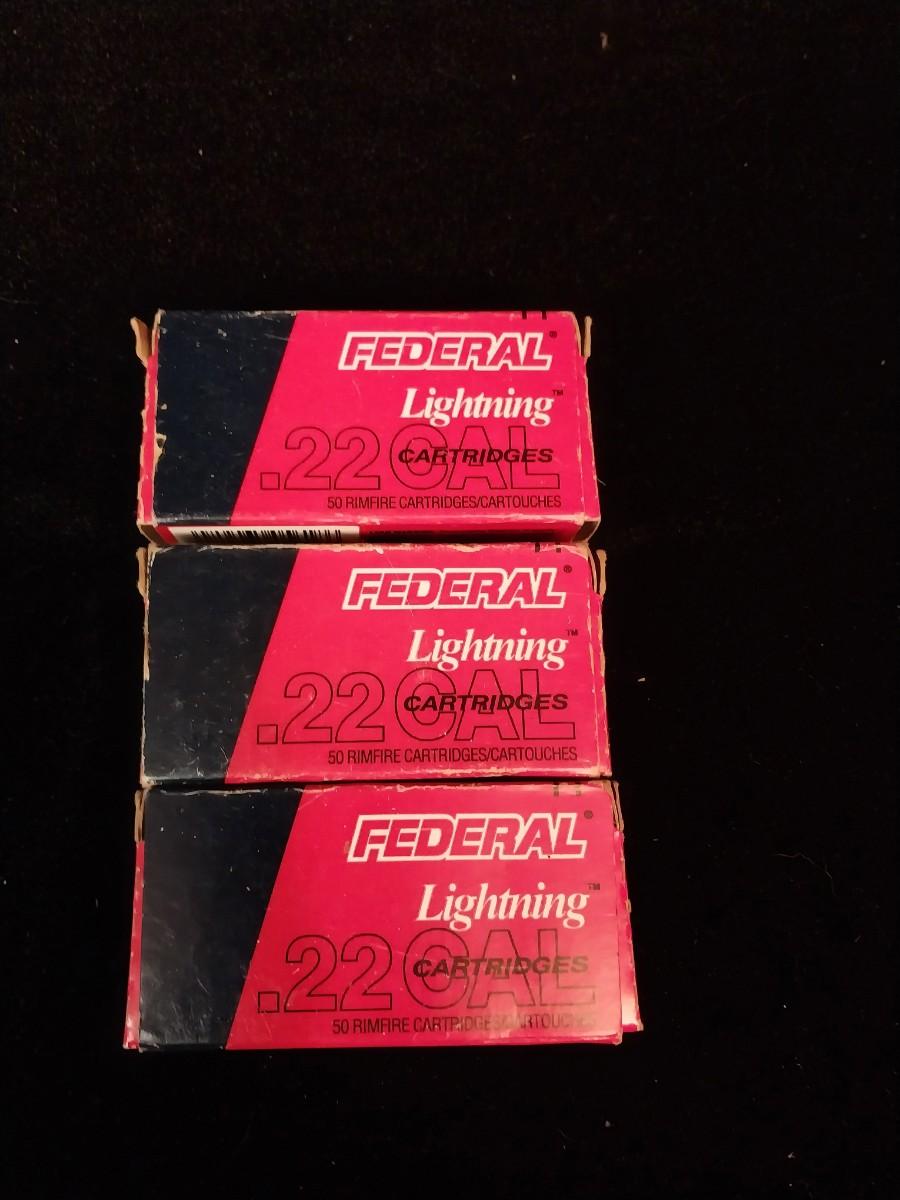 FEDERAL®
Lightning™
.22 CAL
CARTRIDGES
50 RIMFIRE CARTRIDGES/CARTOUCHES
FEDERAL®
Lightning™
.22 CAL
CARTRIDGES
50 RIMFIRE CARTRIDGES/CARTOUCHES
FEDERAL®
Lightning™
.22 CAL
CARTRIDGES
50 RIMFIRE CARTRIDGES/CARTOUCHES